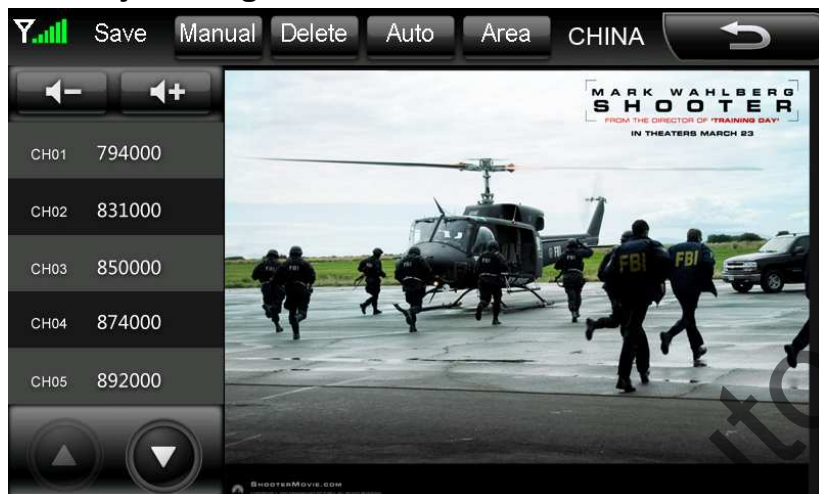 Save Manual Delete Auto Area CHINA
CH01 794000
CH02 831000
CH03 850000
CH04 874000
CH05 892000
MARK WAHLBERG
SHOOTER
FROM THE DIRECTOR OF "TRAINING DAY"
IN THEATERS MARCH 23
FBI FBI
SHOOTERMOVIE.COM